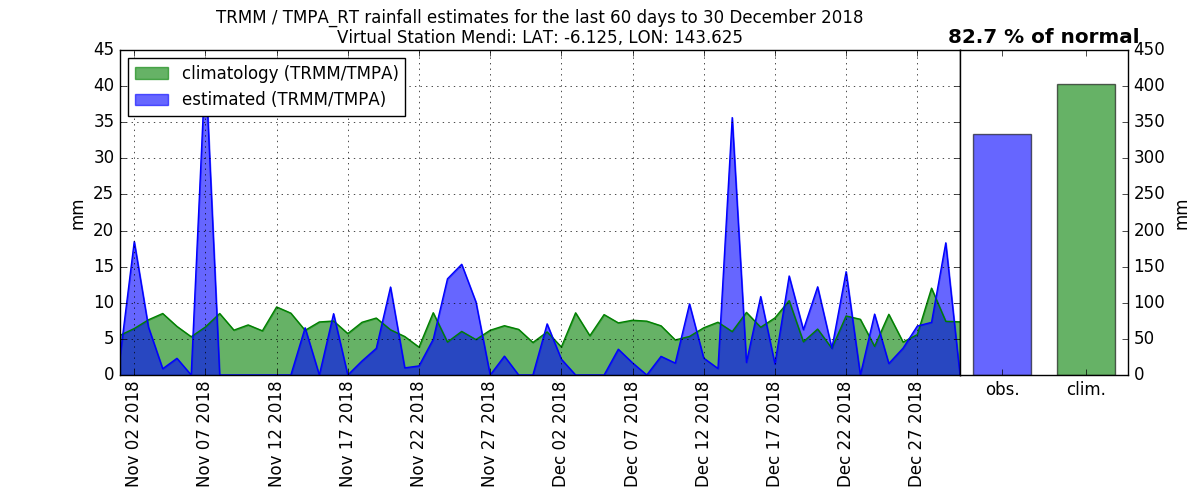 TRMM / TMPA_RT rainfall estimates for the last 60 days to 30 December 2018
Virtual Station Mendi: LAT: -6.125, LON: 143.625
82.7 % of normal
climatology (TRMM/TMPA)
estimated (TRMM/TMPA)
mm
45
40
35
30
25
20
15
10
5
0
Nov 02 2018
Nov 07 2018
Nov 12 2018
Nov 17 2018
Nov 22 2018
Nov 27 2018
Dec 02 2018
Dec 07 2018
Dec 12 2018
Dec 17 2018
Dec 22 2018
Dec 27 2018
obs.
clim.
450
400
350
300
250
200
150
100
50
0
mm